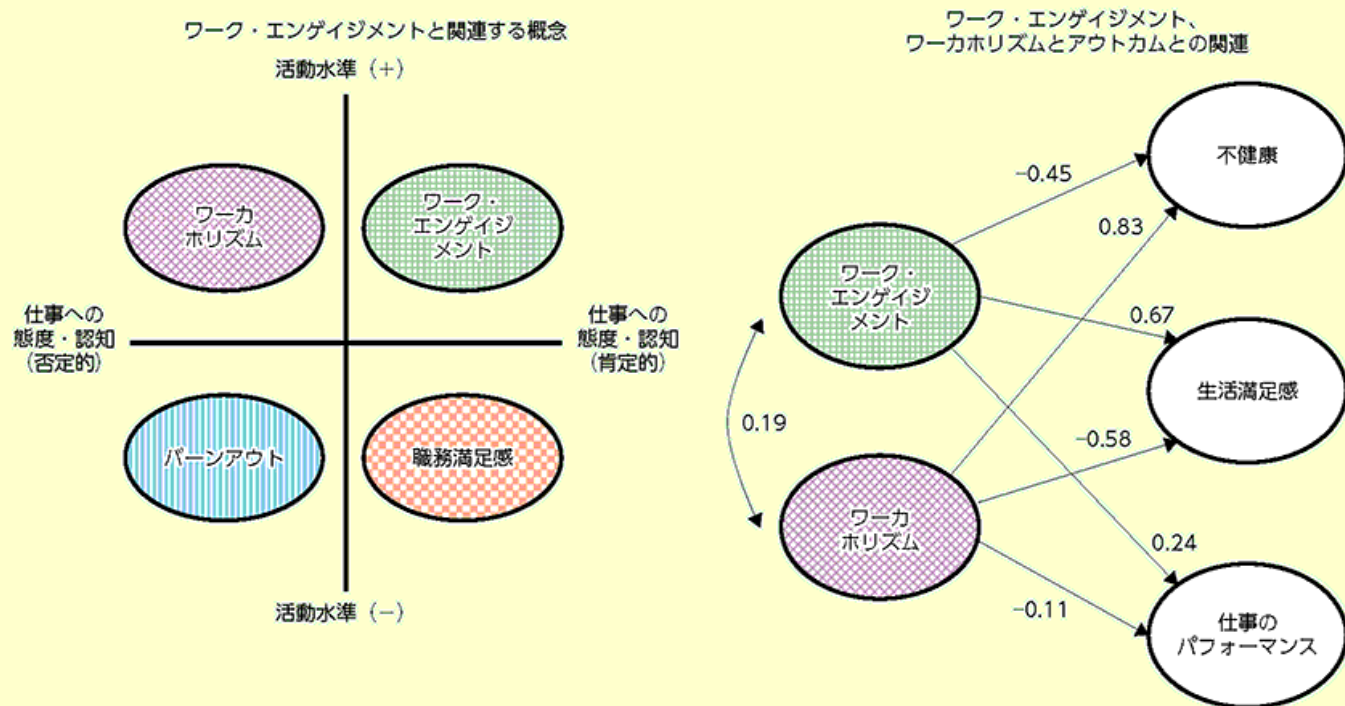 ワーク・エンゲイジメントと関連する概念
活動水準（+）
ワーカ
ホリズム
ワーク・
エンゲイジ
メント
仕事への
態度・認知
（否定的）
仕事への
態度・認知
（肯定的）
バーンアウト
職務満足感
活動水準（−）
ワーク・エンゲイジメント、
ワーカホリズムとアウトカムとの関連
不健康
−0.45
0.83
ワーク・
エンゲイジ
メント
0.67
生活満足感
0.19
−0.58
ワーカ
ホリズム
0.24
−0.11
仕事の
パフォーマンス